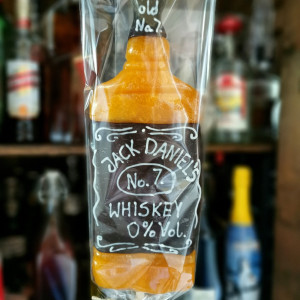 old
No 7.
JACK DANIEL'S
No. 7.
WHISKEY
0% Vol.